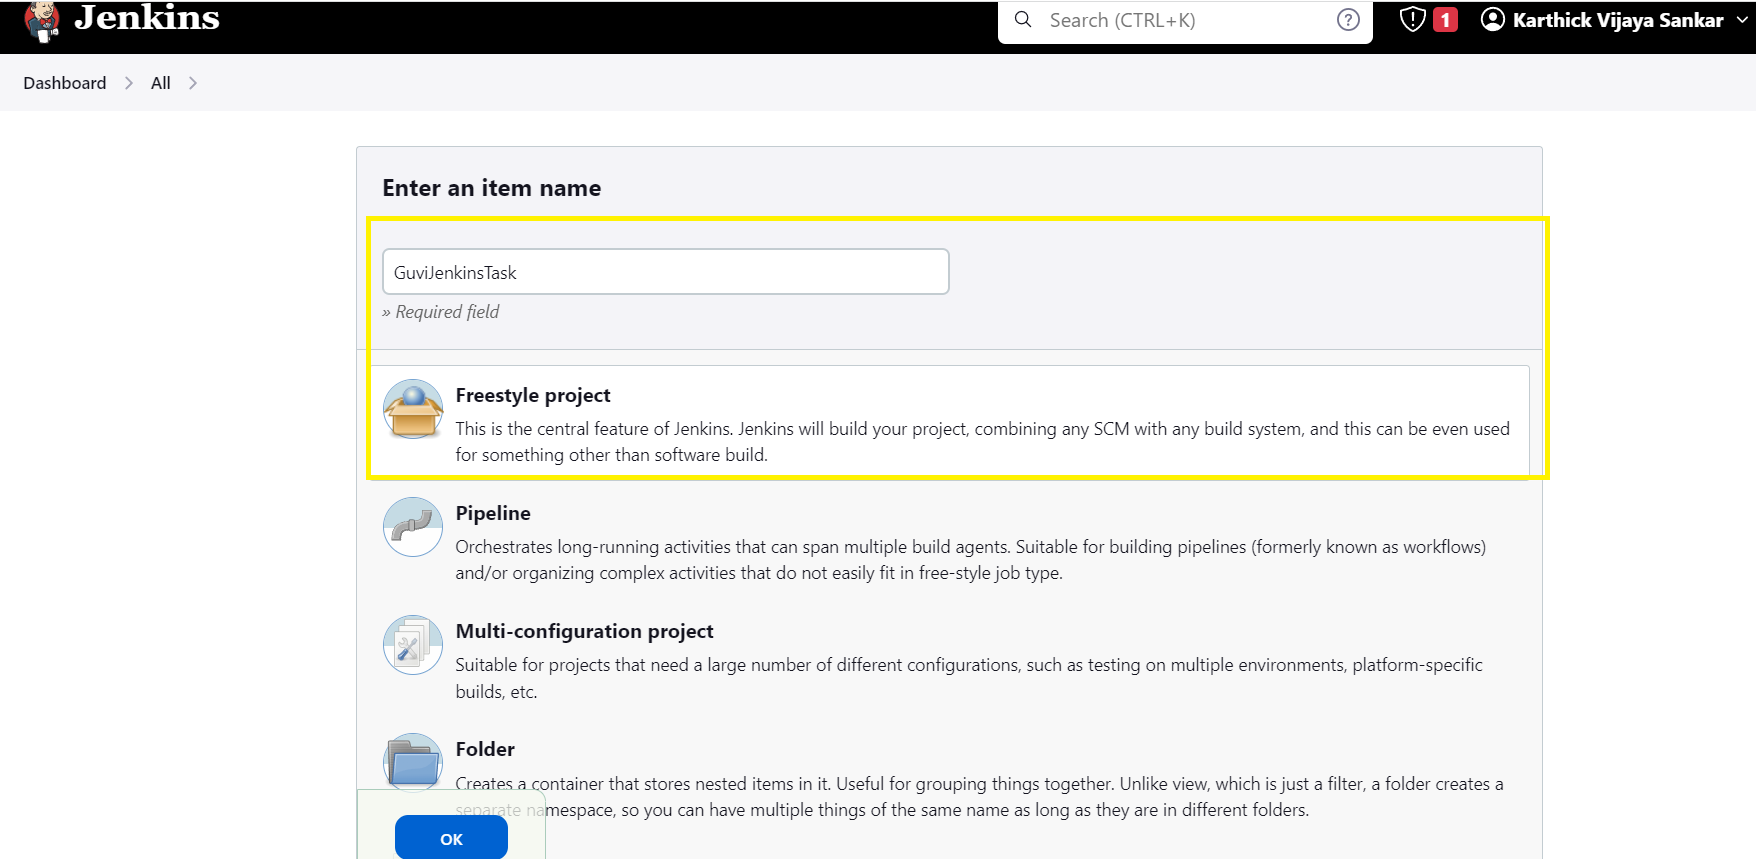 Jenkins
Search (CTRL+K)
?
1
Karthick Vijaya Sankar
Dashboard
All
Enter an item name
GuviJenkinsTask
» Required field
Freestyle project
This is the central feature of Jenkins. Jenkins will build your project, combining any SCM with any build system, and this can be even used
for something other than software build.
Pipeline
Orchestrates long-running activities that can span multiple build agents. Suitable for building pipelines (formerly known as workflows)
and/or organizing complex activities that do not easily fit in free-style job type.
Multi-configuration project
Suitable for projects that need a large number of different configurations, such as testing on multiple environments, platform-specific
builds, etc.
Folder
Creates a container that stores nested items in it. Useful for grouping things together. Unlike view, which is just a filter, a folder creates a
separate namespace, so you can have multiple things of the same name as long as they are in different folders.
OK